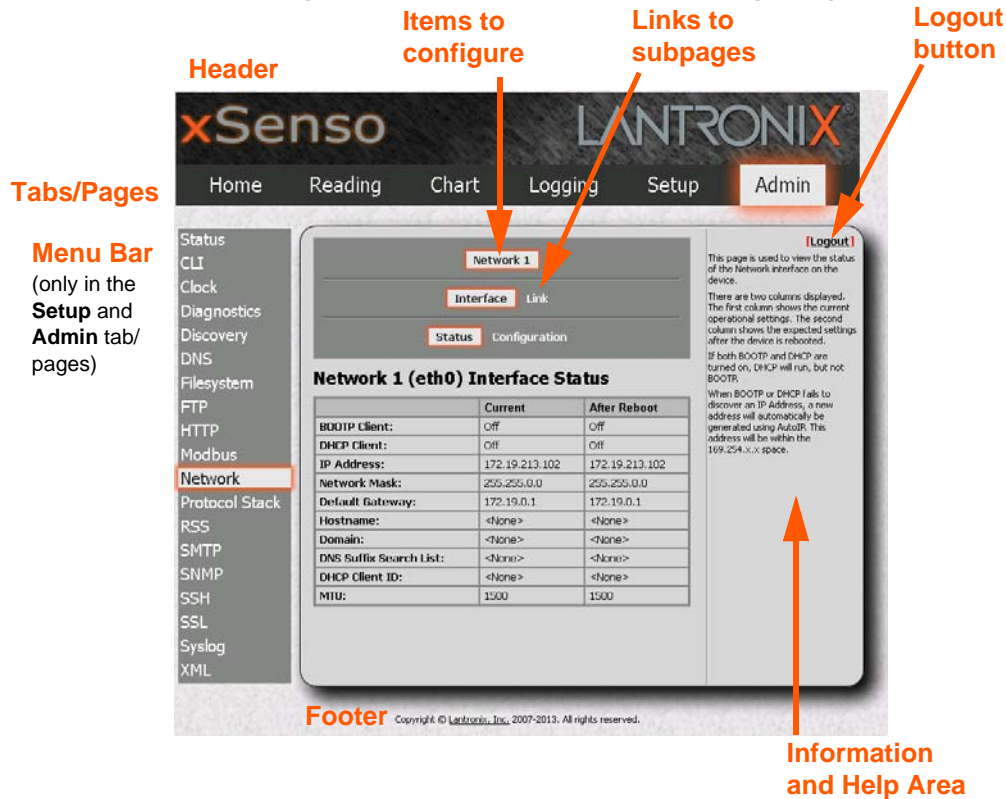 Items to
configure
Links to
subpages
Logout
button
Header
xSenso
LANTRONIX®
Tabs/Pages
Home Reading Chart Logging Setup Admin
Menu Bar
(only in the
Setup and
Admin tab/
pages)
Status
CLI
Clock
Diagnostics
Discovery
DNS
Filesystem
FTP
HTTP
Modbus
Network
Protocol Stack
RSS
SMTP
SNMP
SSH
SSL
Syslog
XML
Network 1
Interface Link
Status Configuration
Network 1 (eth0) Interface Status
Current After Reboot
BOOTP Client: Off Off
DHCP Client: Off Off
IP Address: 172.19.213.102 172.19.213.102
Network Mask: 255.255.0.0 255.255.0.0
Default Gateway: 172.19.0.1 172.19.0.1
Hostname: <None> <None>
Domain: <None> <None>
DNS Suffix Search List: <None> <None>
DHCP Client ID: <None> <None>
MTU: 1500 1500
[Logout]
This page is used to view the status
of the Network interface on the
device.
There are two columns displayed.
The first column shows the current
operational settings. The second
column shows the expected settings
after the device is rebooted.
If both BOOTP and DHCP are
turned on, DHCP will run, but not
BOOTP.
When BOOTP or DHCP fails to
discover an IP Address, a new
address will automatically be
generated using AutoIP. This
address will be within the
169.254.x.x space.
Footer
Copyright © Lantronix, Inc. 2007-2013. All rights reserved.
Information
and Help Area